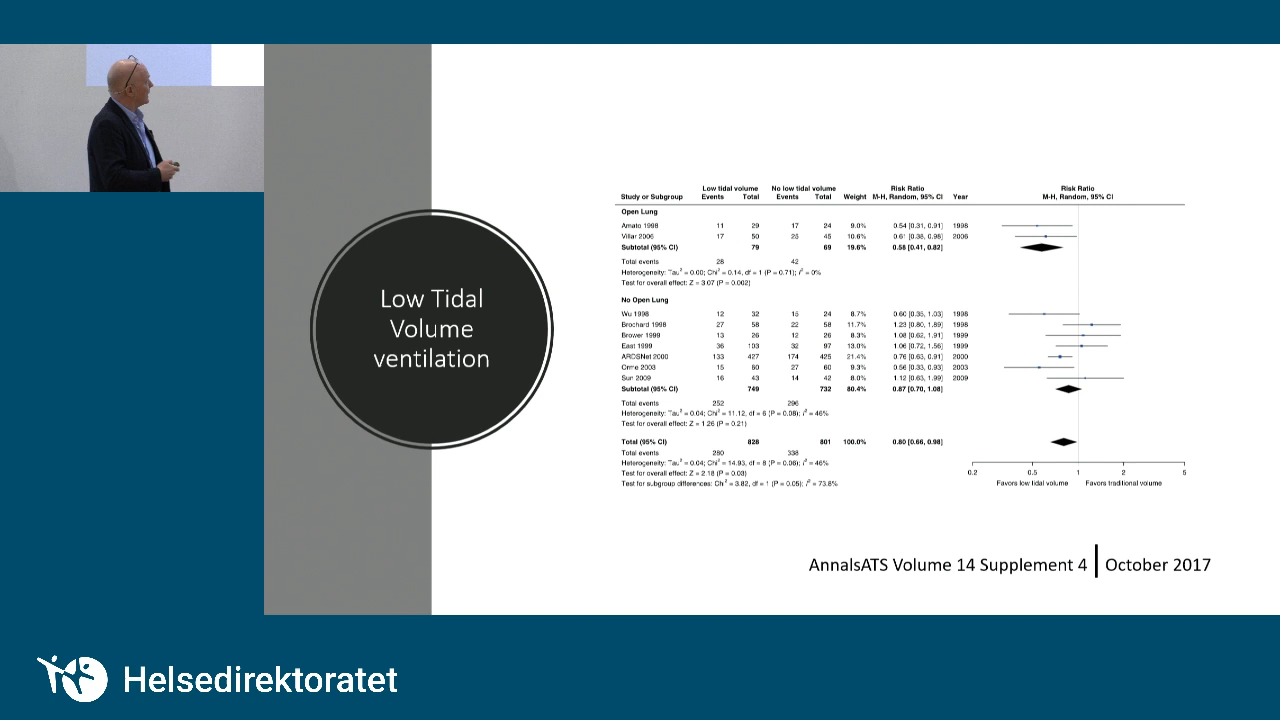 Low Tidal
Volume
ventilation
Low tidal volume No low tidal volume Risk Ratio Risk Ratio
Study or Subgroup Events Total Events Total Weight M-H, Random, 95% CI Year M-H, Random, 95% CI
Open Lung
Amato 1998 11 29 17 24 9.0% 0.54 [0.31, 0.91] 1998
Villar 2006 17 50 25 45 10.6% 0.61 [0.38, 0.98] 2006
Subtotal (95% CI) 79 69 19.6% 0.58 [0.41, 0.82]
Total events 28 42
Heterogeneity: Tau² = 0.00; Chi² = 0.14, df = 1 (P = 0.71); I² = 0%
Test for overall effect: Z = 3.07 (P = 0.002)
No Open Lung
Wu 1998 12 32 15 24 8.7% 0.60 [0.35, 1.03] 1998
Brochard 1998 27 58 22 58 11.7% 1.23 [0.80, 1.89] 1998
Brower 1999 13 26 12 26 9.9% 1.08 [0.62, 1.91] 1999
East 1999 36 103 32 97 13.0% 1.06 [0.72, 1.56] 1999
ARDSNet 2000 133 427 174 425 21.4% 0.76 [0.63, 0.91] 2000
Orme 2003 15 60 27 60 9.3% 0.56 [0.33, 0.93] 2003
Sun 2009 16 43 14 42 8.0% 1.12 [0.63, 1.99] 2009
Subtotal (95% CI) 749 732 80.4% 0.87 [0.70, 1.08]
Total events 252 296
Heterogeneity: Tau² = 0.04; Chi² = 11.12, df = 6 (P = 0.08); I² = 46%
Test for overall effect: Z = 1.26 (P = 0.21)
Total (95% CI) 828 801 100.0% 0.80 [0.66, 0.98]
Total events 280 338
Heterogeneity: Tau² = 0.04; Chi² = 14.93, df = 8 (P = 0.06); I² = 46%
Test for overall effect: Z = 2.18 (P = 0.03)
Test for subgroup differences: Chi² = 3.82, df = 1 (P = 0.05); I² = 73.8%
0.2 0.5 1 2 5
Favors low tidal volume Favors traditional volume
AnnalsATS Volume 14 Supplement 4 | October 2017
Helsedirektoratet